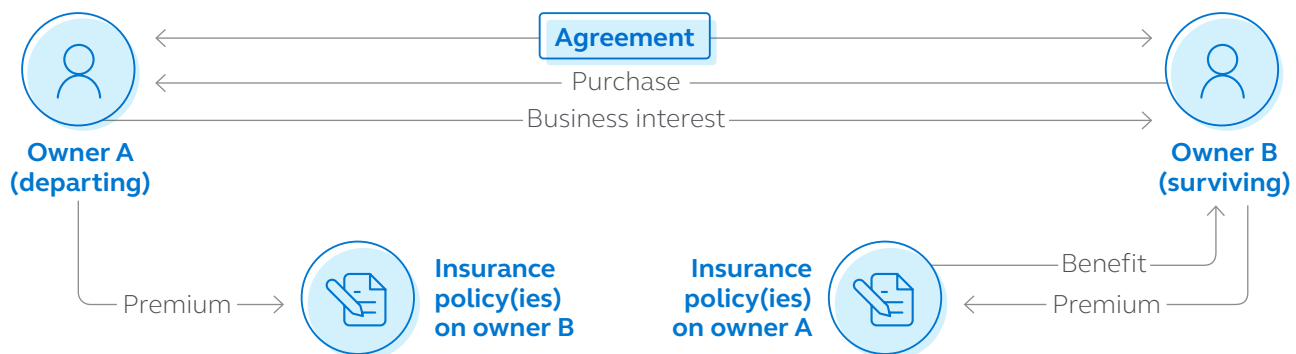 Agreement
Purchase
Business interest
Owner A
(departing)
Owner B
(surviving)
Premium
Insurance
policy(ies)
on owner B
Insurance
policy(ies)
on owner A
Benefit
Premium